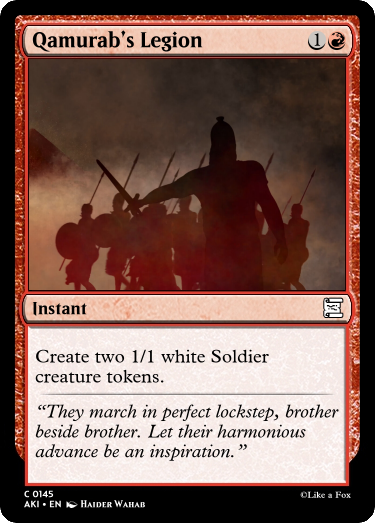 Qamurab's Legion 1
Instant
Create two 1/1 white Soldier
creature tokens.
“They march in perfect lockstep, brother
beside brother. Let their harmonious
advance be an inspiration.”
C 0145
AKI • EN Haider Wahab
©Like a Fox